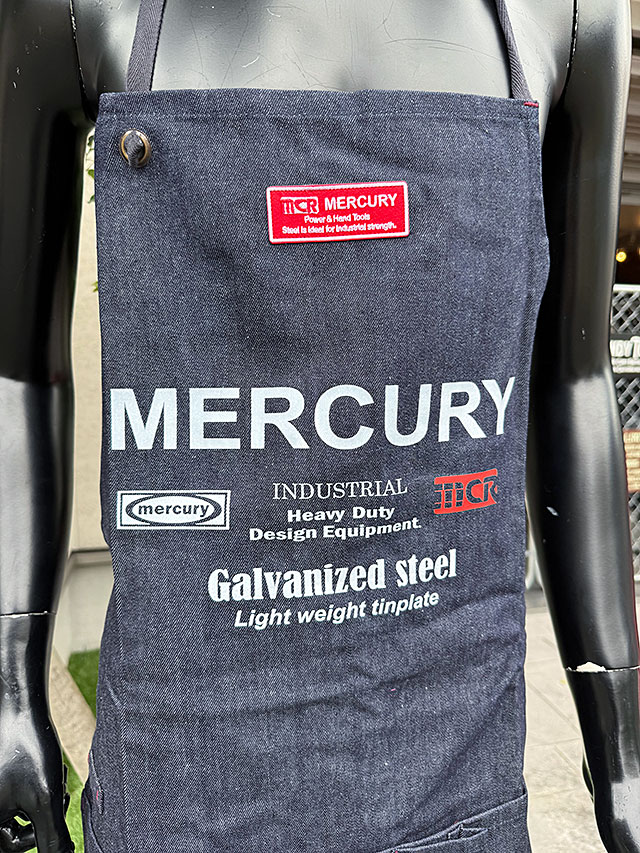 MCR MERCURY
Power & Hand Tools
Steel is ideal for industrial strength.
MERCURY
mercury
INDUSTRIAL
Heavy Duty
Design Equipment.
MCR
Galvanized steel
Light weight tinplate